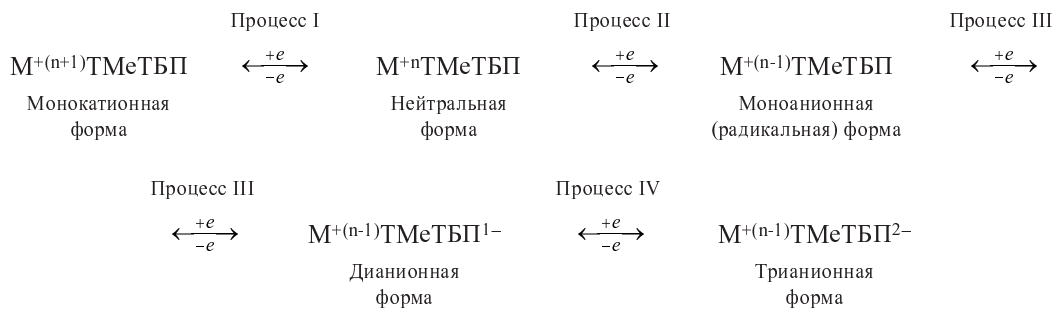 Процесс I Процесс II Процесс III
M+(n+1)ТМеТБП +e −e M+nТМеТБП +e −e M+(n-1)ТМеТБП +e −e
Монокатионная Нейтральная Моноанионная
форма форма (радикальная) форма
Процесс III Процесс IV
+e −e M+(n-1)ТМеТБП1– +e −e M+(n-1)ТМеТБП2–
Дианионная Трианионная
форма форма